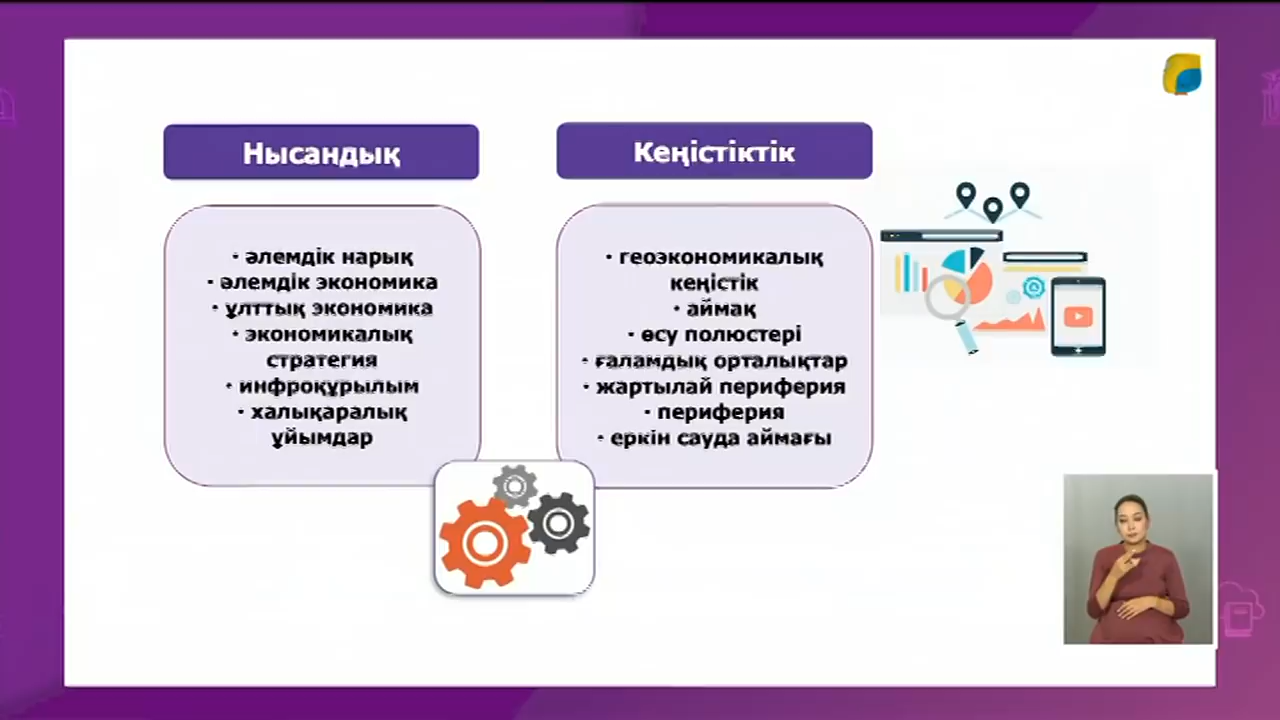 Нысандық
• әлемдік нарық
• әлемдік экономика
• ұлттық экономика
• экономикалық
стратегия
• инфроқұрылым
• халықаралық
ұйымдар
Кеңістіктік
• геоэкономикалық
кеңістік
• аймақ
• өсу полюстері
• ғаламдық орталықтар
• жартылай периферия
• периферия
• еркін сауда аймағы